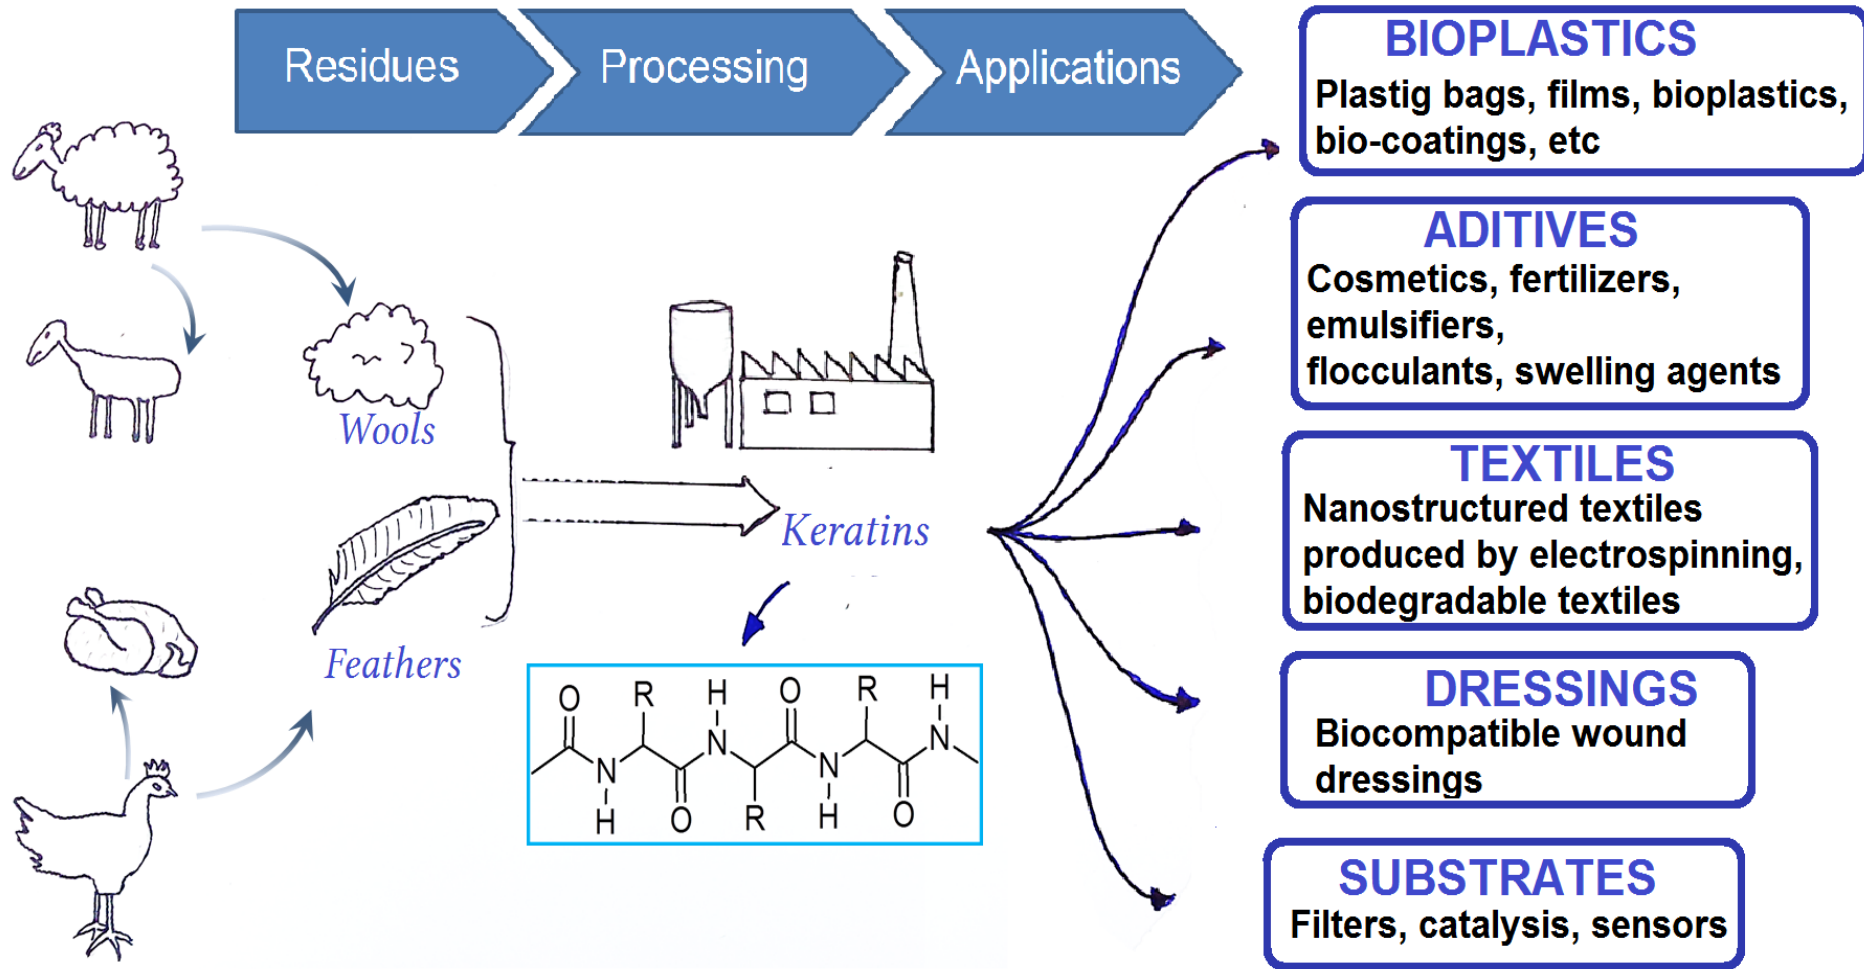 Residues
Processing
Applications
BIOPLASTICS
Plastig bags, films, bioplastics,
bio-coatings, etc
ADITIVES
Cosmetics, fertilizers,
emulsifiers,
flocculants, swelling agents
Wools
TEXTILES
Nanostructured textiles
produced by electrospinning,
biodegradable textiles
Keratins
Feathers
DRESSINGS
Biocompatible wound
dressings
O R H O R H
N N N N
H O R H O
SUBSTRATES
Filters, catalysis, sensors